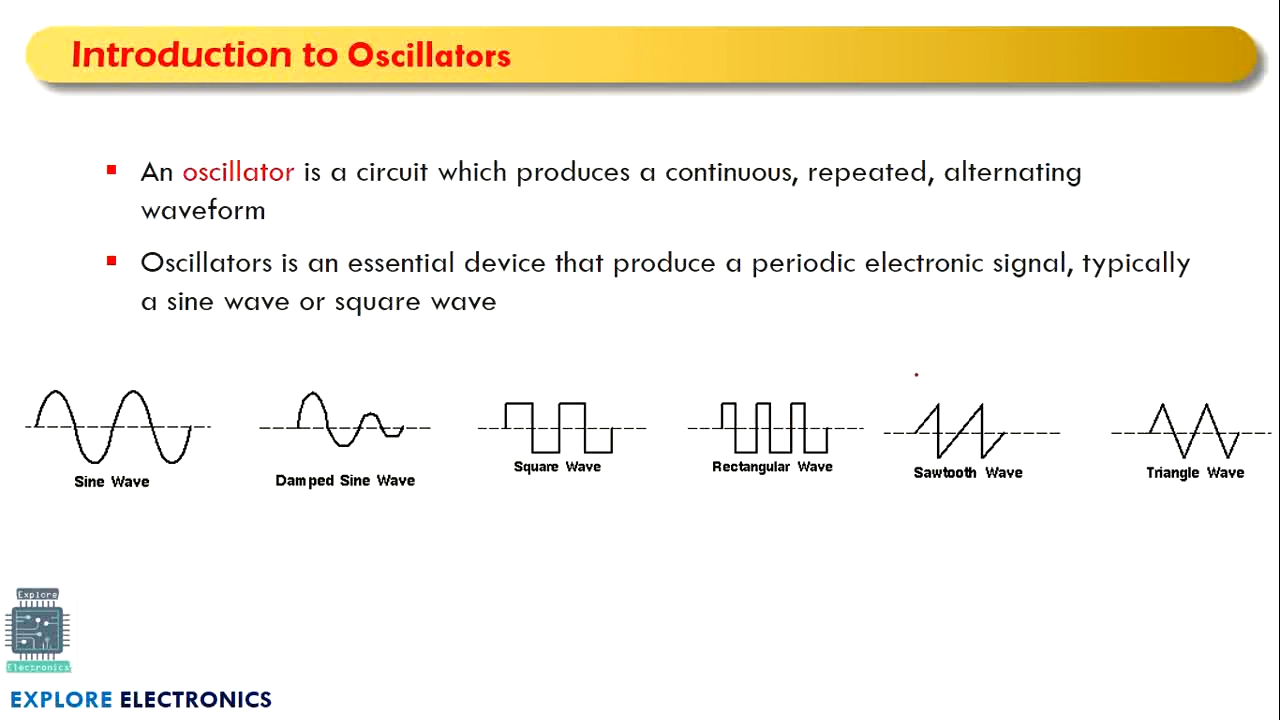 Introduction to Oscillators
An oscillator is a circuit which produces a continuous, repeated, alternating
waveform
Oscillators is an essential device that produce a periodic electronic signal, typically
a sine wave or square wave
Sine Wave
Damped Sine Wave
Square Wave
Rectangular Wave
Sawtooth Wave
Triangle Wave
Explore
Electronics
EXPLORE ELECTRONICS